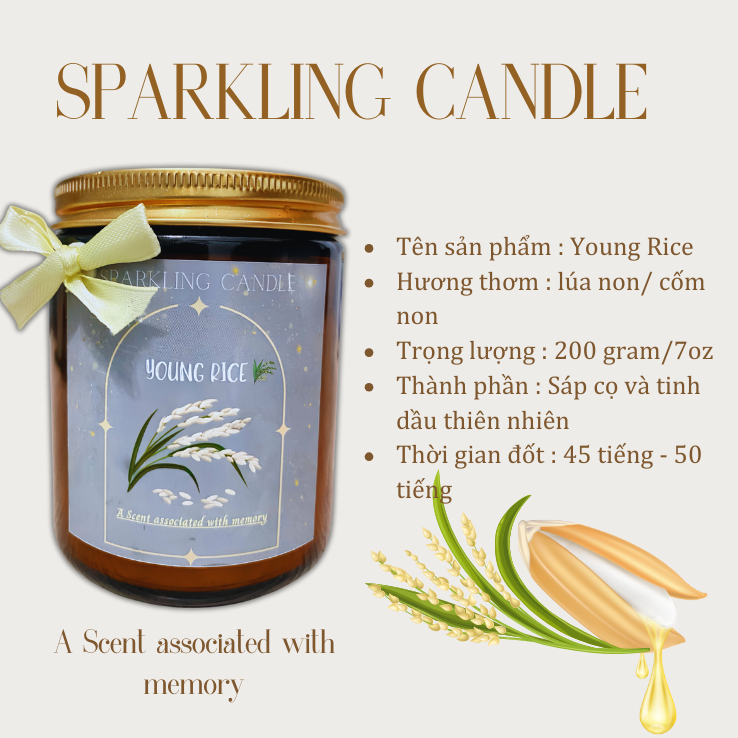 SPARKLING CANDLE
SPARKLING CANDLE
YOUNG RICE
A Scent associated with memory
A Scent associated with
memory
• Tên sản phẩm : Young Rice
• Hương thơm : lúa non/ cốm
non
• Trọng lượng : 200 gram/7oz
• Thành phần : Sáp cọ và tinh
dầu thiên nhiên
• Thời gian đốt : 45 tiếng - 50
tiếng